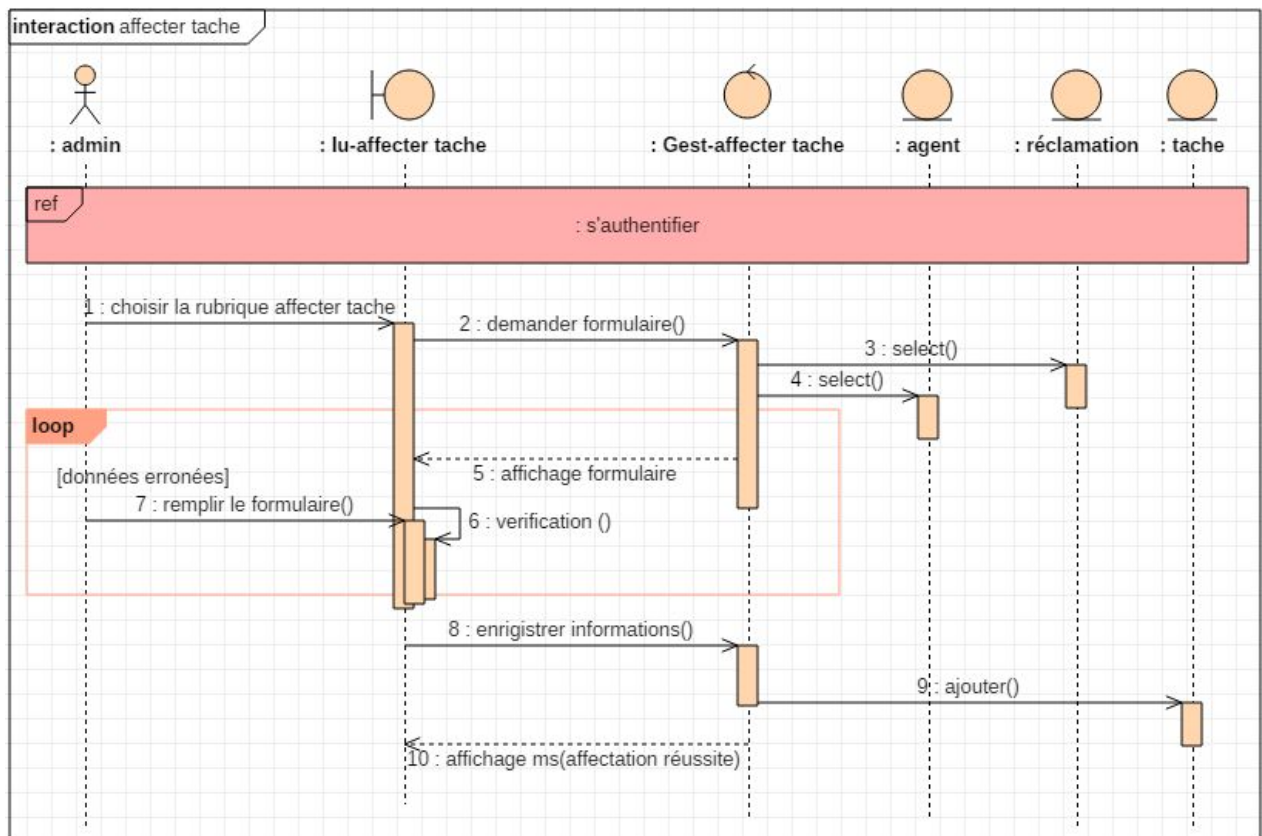 interaction affecter tache
: admin
: Iu-affecter tache
: Gest-affecter tache
: agent
: réclamation
: tache
ref
: s'authentifier
1 : choisir la rubrique affecter tache
2 : demander formulaire()
3 : select()
4 : select()
loop
[données erronées]
5 : affichage formulaire
7 : remplir le formulaire()
6 : verification ()
8 : enrigistrer informations()
9 : ajouter()
10 : affichage ms(affectation réussite)